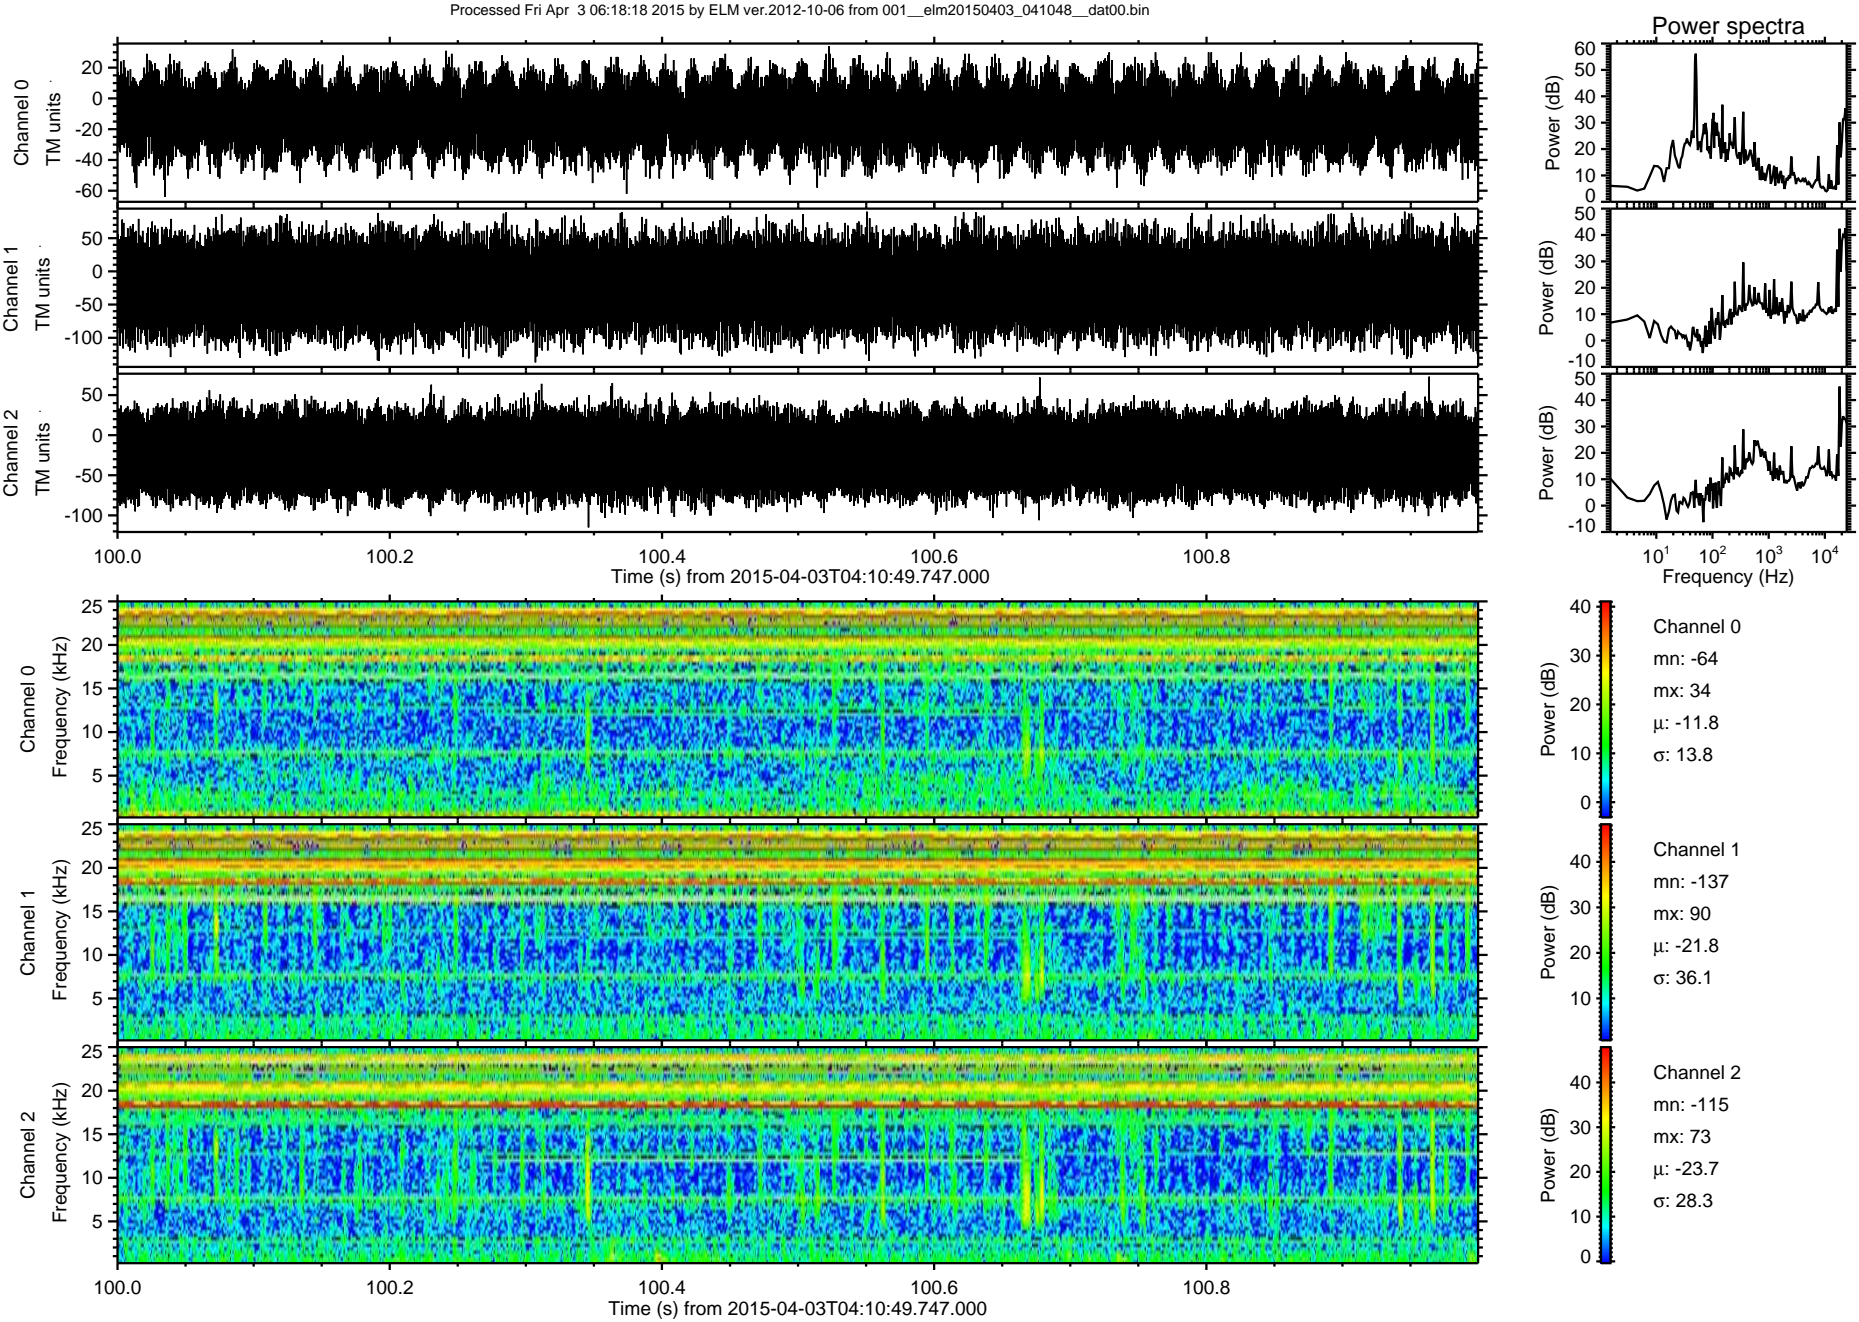 Processed Fri Apr 3 06:18:18 2015 by ELM ver.2012-10-06 from 001__elm20150403_041048__dat00.bin
Power spectra
Channel 0
TM units
20
0
-20
-40
-60
Power (dB)
60
50
40
30
20
10
0
Channel 1
TM units
50
0
-50
-100
Power (dB)
50
40
30
20
10
0
-10
Channel 2
TM units
50
0
-50
-100
Power (dB)
50
40
30
20
10
0
-10
100.0 100.2 100.4 100.6 100.8
Time (s) from 2015-04-03T04:10:49.747.000
10^1 10^2 10^3 10^4
Frequency (Hz)
Channel 0
Frequency (kHz)
25
20
15
10
5
Power (dB)
40
30
20
10
0
Channel 0
mn: -64
mx: 34
μ: -11.8
σ: 13.8
Channel 1
Frequency (kHz)
25
20
15
10
5
Power (dB)
40
30
20
10
Channel 1
mn: -137
mx: 90
μ: -21.8
σ: 36.1
Channel 2
Frequency (kHz)
25
20
15
10
5
Power (dB)
40
30
20
10
0
Channel 2
mn: -115
mx: 73
μ: -23.7
σ: 28.3
100.0 100.2 100.4 100.6 100.8
Time (s) from 2015-04-03T04:10:49.747.000